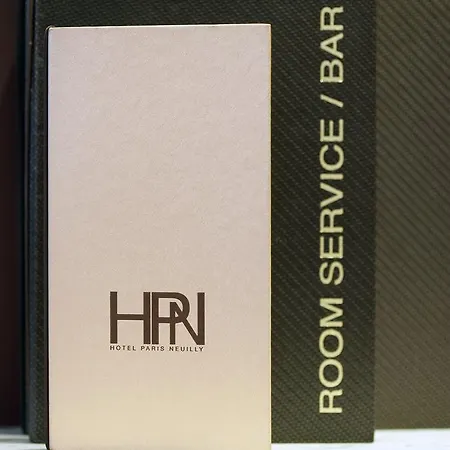 HPN
HOTEL PARIS NEUILLY
ROOM SERVICE / BAR